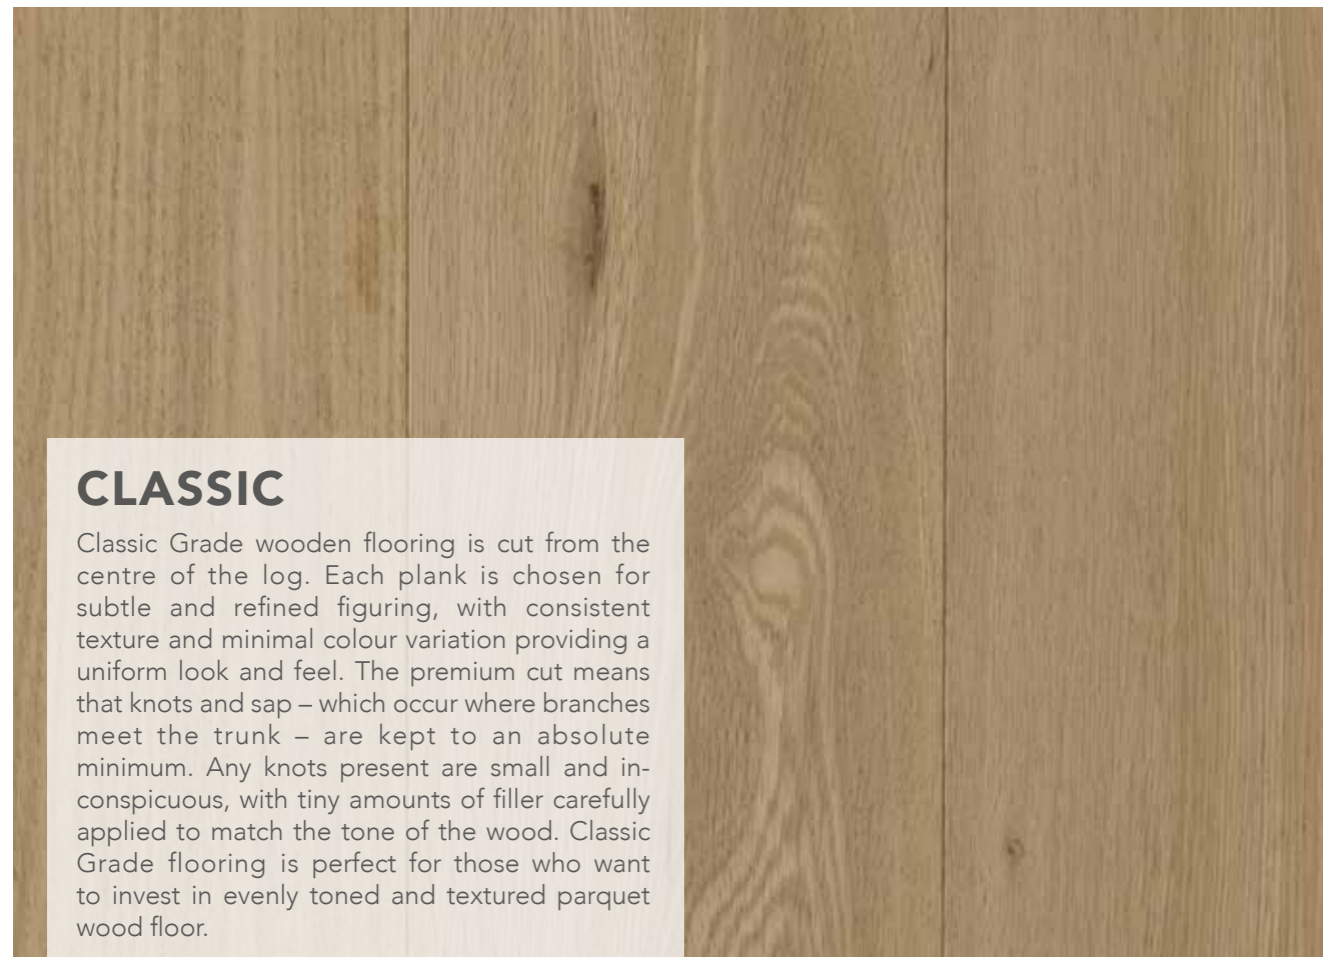 CLASSIC
Classic Grade wooden flooring is cut from the
centre of the log. Each plank is chosen for
subtle and refined figuring, with consistent
texture and minimal colour variation providing a
uniform look and feel. The premium cut means
that knots and sap – which occur where branches
meet the trunk – are kept to an absolute
minimum. Any knots present are small and in-
conspicuous, with tiny amounts of filler carefully
applied to match the tone of the wood. Classic
Grade flooring is perfect for those who want
to invest in evenly toned and textured parquet
wood floor.